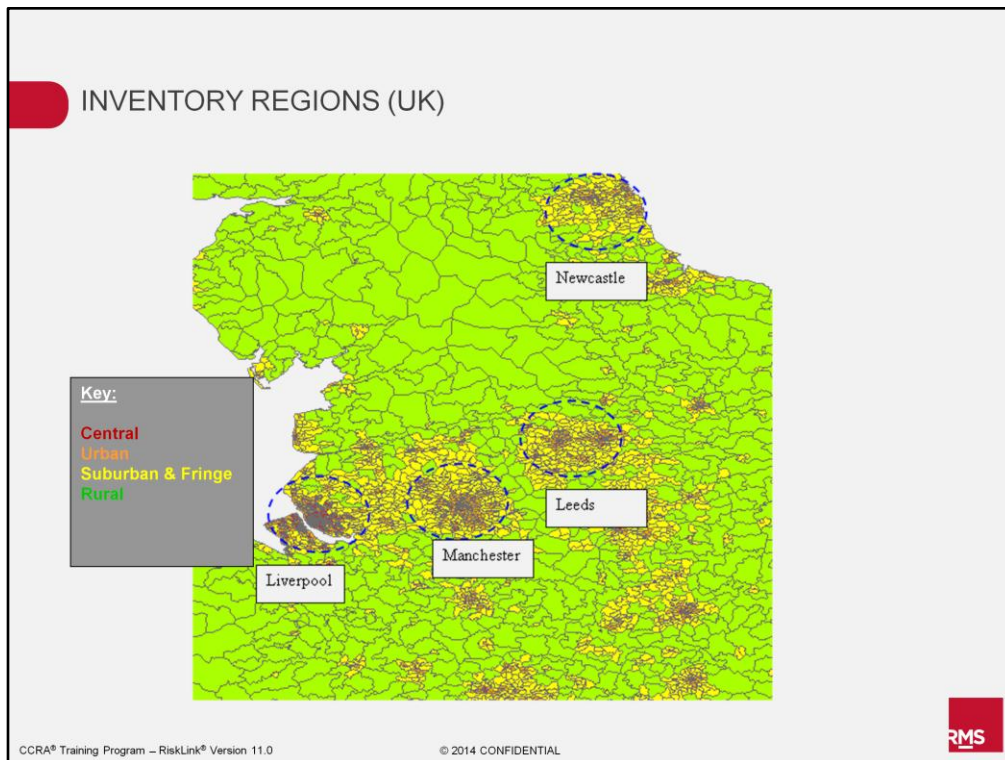 INVENTORY REGIONS (UK)
Newcastle
Key:
Central
Urban
Suburban & Fringe
Rural
Leeds
Manchester
Liverpool
CCRA® Training Program – RiskLink® Version 11.0
© 2014 CONFIDENTIAL
RMS